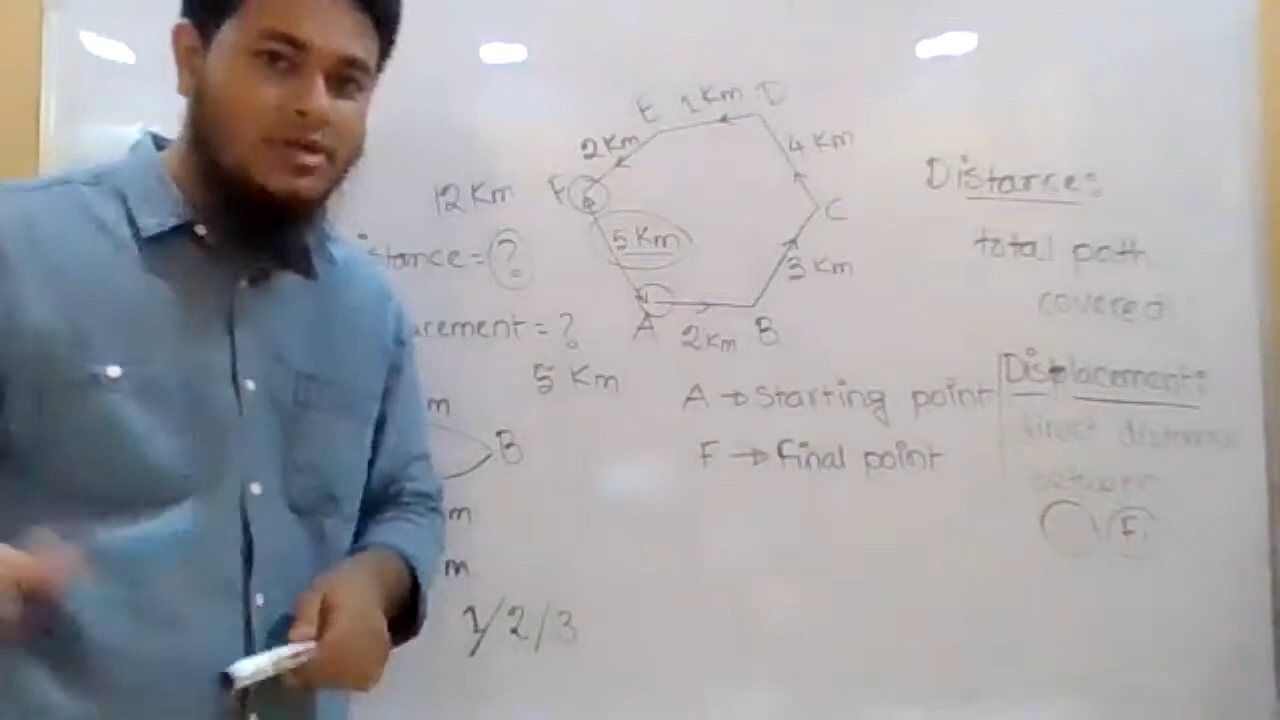 E 1 Km D
2 Km
4 Km
12 Km
F
C
5 Km
3 Km
A
2 Km
B
stance = ?
acement = ?
5 Km
m
B
m
m
1/2/3
A → Starting point
F → Final point
Distance:
total path
covered
Displacement:
direct distance
between
F